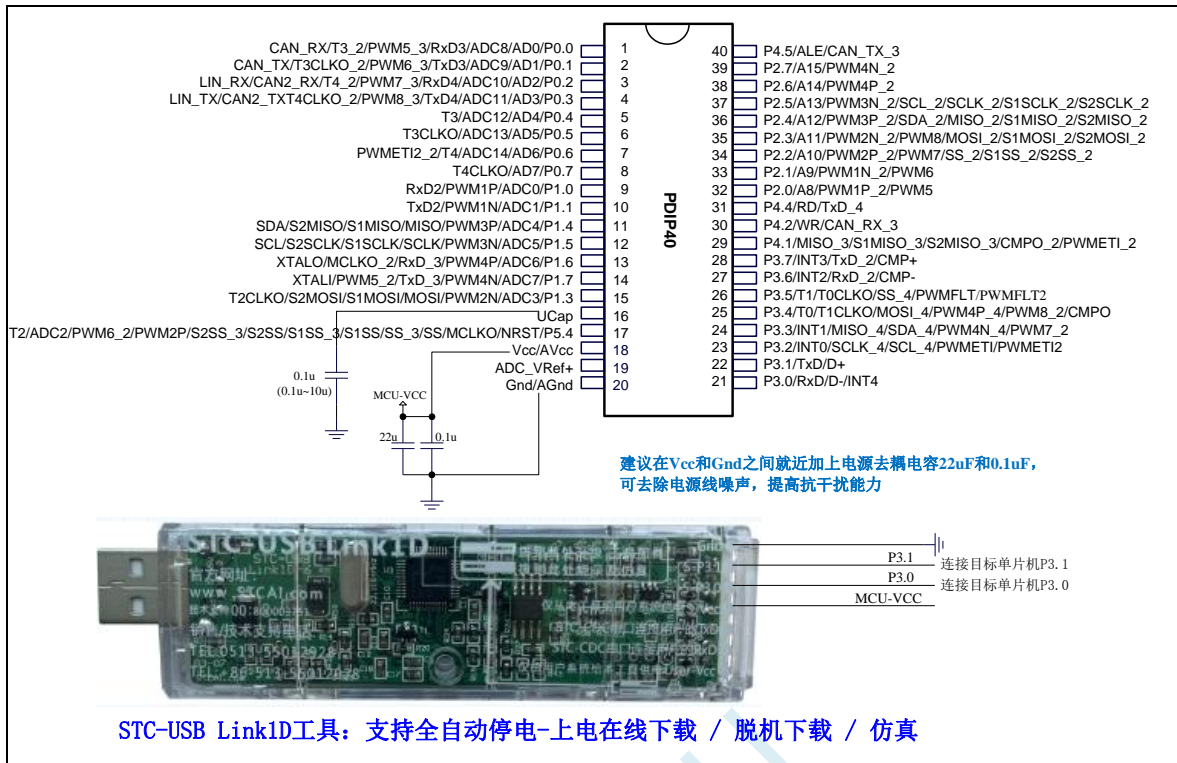 CAN_RX/T3_2/PWM5_3/RxD3/ADC8/AD0/P0.0 1
CAN_TX/T3CLKO_2/PWM6_3/TxD3/ADC9/AD1/P0.1 2
LIN_RX/CAN2_RX/T4_2/PWM7_3/RxD4/ADC10/AD2/P0.2 3
LIN_TX/CAN2_TXT4CLKO_2/PWM8_3/TxD4/ADC11/AD3/P0.3 4
T3/ADC12/AD4/P0.4 5
T3CLKO/ADC13/AD5/P0.5 6
PWMETI2_2/T4/ADC14/AD6/P0.6 7
T4CLKO/AD7/P0.7 8
RxD2/PWM1P/ADC0/P1.0 9
TxD2/PWM1N/ADC1/P1.1 10
SDA/S2MISO/S1MISO/MISO/PWM3P/ADC4/P1.4 11
SCL/S2SCLK/S1SCLK/SCLK/PWM3N/ADC5/P1.5 12
XTALO/MCLKO_2/RxD_3/PWM4P/ADC6/P1.6 13
XTALI/PWM5_2/TxD_3/PWM4N/ADC7/P1.7 14
T2CLKO/S2MOSI/S1MOSI/MOSI/PWM2N/ADC3/P1.3 15
UCap 16
T2/ADC2/PWM6_2/PWM2P/S2SS_3/S2SS/S1SS_3/S1SS/SS_3/SS/MCLKO/NRST/P5.4 17
Vcc/AVcc 18
ADC_VRef+ 19
Gnd/AGnd 20
PDIP40
40 P4.5/ALE/CAN_TX_3
39 P2.7/A15/PWM4N_2
38 P2.6/A14/PWM4P_2
37 P2.5/A13/PWM3N_2/SCL_2/SCLK_2/S1SCLK_2/S2SCLK_2
36 P2.4/A12/PWM3P_2/SDA_2/MISO_2/S1MISO_2/S2MISO_2
35 P2.3/A11/PWM2N_2/PWM8/MOSI_2/S1MOSI_2/S2MOSI_2
34 P2.2/A10/PWM2P_2/PWM7/SS_2/S1SS_2/S2SS_2
33 P2.1/A9/PWM1N_2/PWM6
32 P2.0/A8/PWM1P_2/PWM5
31 P4.4/RD/TxD_4
30 P4.2/WR/CAN_RX_3
29 P4.1/MISO_3/S1MISO_3/S2MISO_3/CMPO_2/PWMETI_2
28 P3.7/INT3/TxD_2/CMP+
27 P3.6/INT2/RxD_2/CMP-
26 P3.5/T1/T0CLKO/SS_4/PWMFLT/PWMFLT2
25 P3.4/T0/T1CLKO/MOSI_4/PWM4P_4/PWM8_2/CMPO
24 P3.3/INT1/MISO_4/SDA_4/PWM4N_4/PWM7_2
23 P3.2/INT0/SCLK_4/SCL_4/PWMETI/PWMETI2
22 P3.1/TxD/D+
21 P3.0/RxD/D-/INT4
0.1u
(0.1u~10u)
MCU-VCC
22u 0.1u
建议在Vcc和Gnd之间就近加上电源去耦电容22uF和0.1uF，
可去除电源线噪声，提高抗干扰能力
STC-USB Link1D
官方网址：
www.STCAI.com
TEL:0513-55012928
Gnd
S-P3.1
STC-CDC
User-Vcc
P3.1 连接目标单片机P3.1
P3.0 连接目标单片机P3.0
MCU-VCC
STC-USB Link1D工具：支持全自动停电-上电在线下载 / 脱机下载 / 仿真